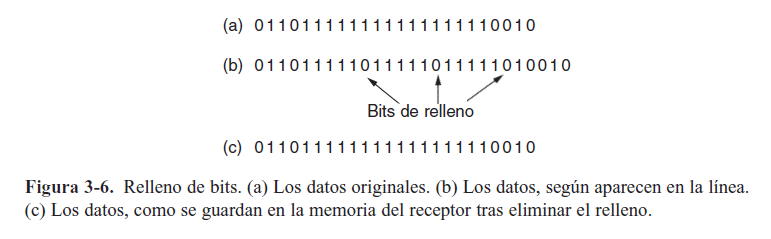 (a) 011011111111111111110010
(b) 011011111011111011111010010
Bits de relleno
(c) 011011111111111111110010
Figura 3-6. Relleno de bits. (a) Los datos originales. (b) Los datos, según aparecen en la línea.
(c) Los datos, como se guardan en la memoria del receptor tras eliminar el relleno.